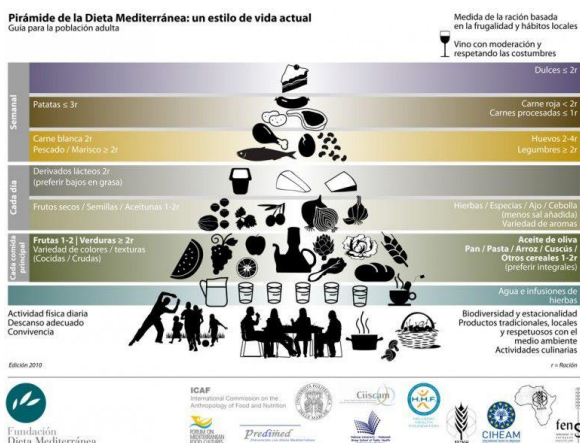 Pirámide de la Dieta Mediterránea: un estilo de vida actual
Guía para la población adulta
Medida de la ración basada
en la frugalidad y hábitos locales
Vino con moderación y
respetando las costumbres
Semanal
Dulces ≤ 2r
Patatas ≤ 3r
Carne roja < 2r
Carnes procesadas ≤ 1r
Carne blanca 2r
Pescado / Marisco ≥ 2r
Huevos 2-4r
Legumbres ≥ 2r
Cada día
Derivados lácteos 2r
(preferir bajos en grasa)
Frutos secos / Semillas / Aceitunas 1-2r
Hierbas / Especias / Ajo / Cebolla
(menos sal añadida)
Variedad de aromas
Cada comida
principal
Frutas 1-2 | Verduras ≥ 2r
Variedad de colores / texturas
(Cocidas / Crudas)
Aceite de oliva
Pan / Pasta / Arroz / Cuscús /
Otros cereales 1-2r
(preferir integrales)
Agua e infusiones de
hierbas
Actividad física diaria
Descanso adecuado
Convivencia
Biodiversidad y estacionalidad
Productos tradicionales, locales
y respetuosos con el
medio ambiente
Actividades culinarias
Edición 2010
r = Ración
Fundación
Dieta Mediterránea
ICAF
International Commission on the
Anthropology of Food and Nutrition
FORUM ON
MEDITERRANEAN
FOOD CULTURES
Predimed
Ciiscam
HHF
CIHEAM
fens